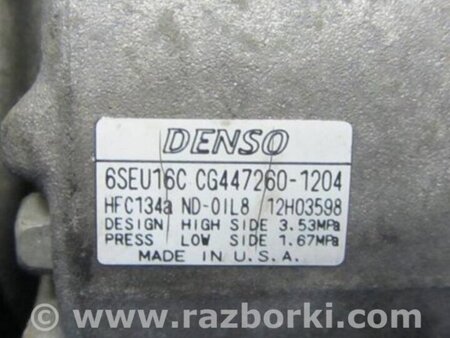 DENSO
6SEU16C CG447260-1204
HFC134a ND-OIL8 12H03598
DESIGN HIGH SIDE 3.53MPa
PRESS LOW SIDE 1.67MPa
MADE IN U.S.A.
© www.razborki.com